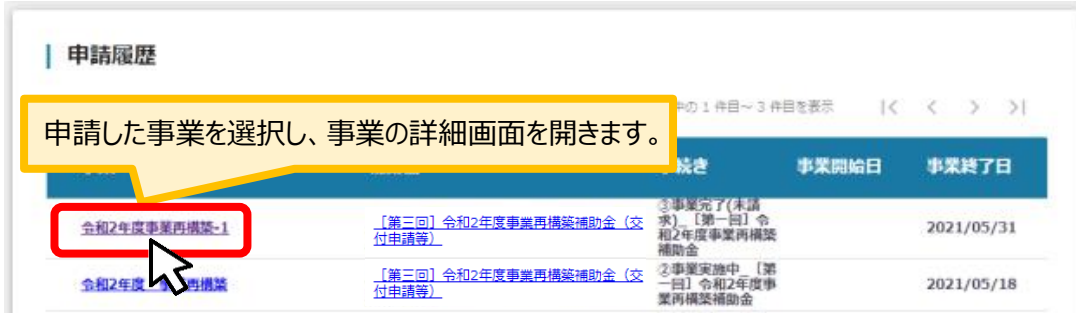 申請履歴
中の 1 件目～ 3 件目を表示 |< < > >|
申請した事業を選択し、事業の詳細画面を開きます。
続き 事業開始日 事業終了日
令和2年度事業再構築-1
［第三回］令和2年度事業再構築補助金（交
付申請等）
③事業完了(未請
求)_［第一回］令
和2年度事業再構築
補助金
2021/05/31
令和2年度 再構築
［第三回］令和2年度事業再構築補助金（交
付申請等）
②事業実施中_［第
一回］令和2年度事
業再構築補助金
2021/05/18